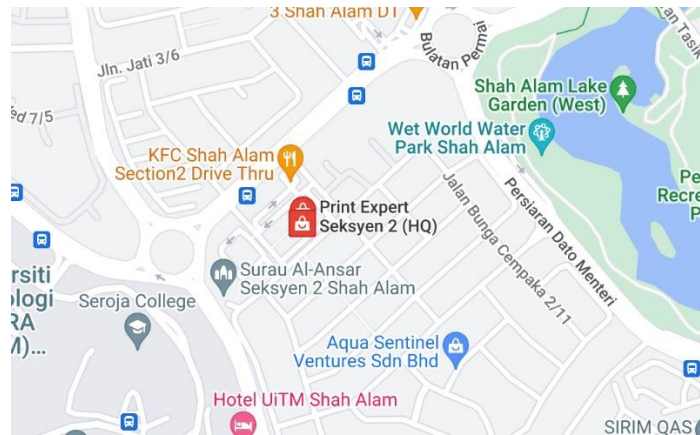 3 Shah Alam DT
Bulatan Permai
Jln. Jati 3/6
Shah Alam Lake
Garden (West)
Tasik
7/5
Wet World Water
Park Shah Alam
KFC Shah Alam
Section2 Drive Thru
Persiaran Dato Menteri
Jalan Bunga Cempaka 2/11
Print Expert
Seksyen 2 (HQ)
Surau Al-Ansar
Seksyen 2 Shah Alam
Seroja College
Aqua Sentinel
Ventures Sdn Bhd
Hotel UiTM Shah Alam
SIRIM QAS